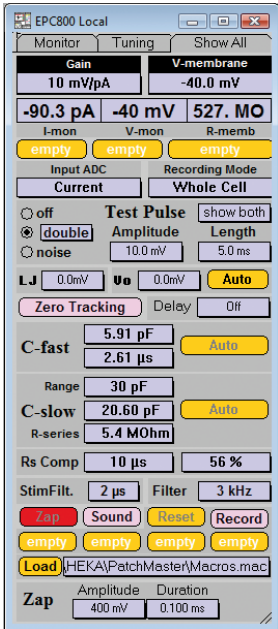 EPC800 Local
Monitor Tuning Show All
Gain V-membrane
10 mV/pA -40.0 mV
-90.3 pA -40 mV 527. MO
I-mon V-mon R-memb
empty empty empty
Input ADC Recording Mode
Current Whole Cell
off Test Pulse show both
double Amplitude Length
noise 10.0 mV 5.0 ms
LJ 0.0mV Vo 0.0mV Auto
Zero Tracking Delay Off
C-fast 5.91 pF Auto
2.61 µs
Range 30 pF
C-slow 20.60 pF Auto
R-series 5.4 MOhm
Rs Comp 10 µs 56 %
StimFilt. 2 µs Filter 3 kHz
Zap Sound Reset Record
empty empty empty empty
Load \HEKA\PatchMaster\Macros.mac
Zap Amplitude Duration
400 mV 0.100 ms